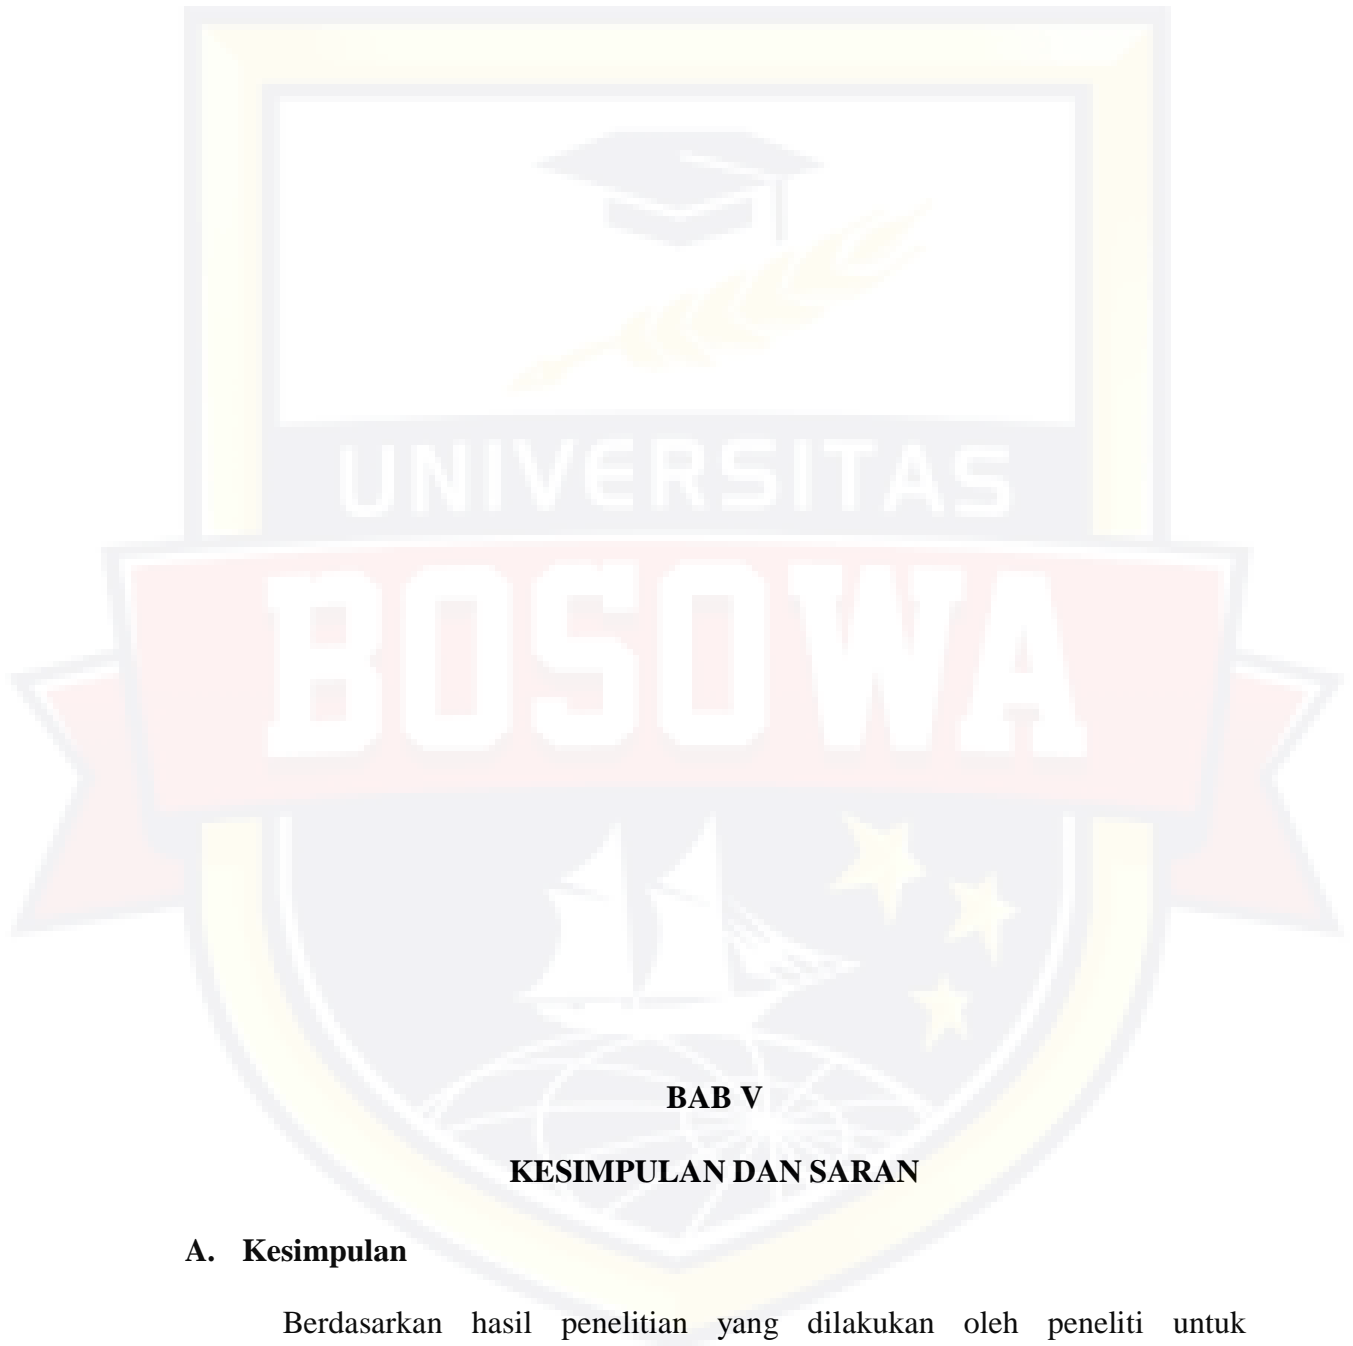 UNIVERSITAS
BOSOWA
BAB V
KESIMPULAN DAN SARAN
A. Kesimpulan
Berdasarkan hasil penelitian yang dilakukan oleh peneliti untuk